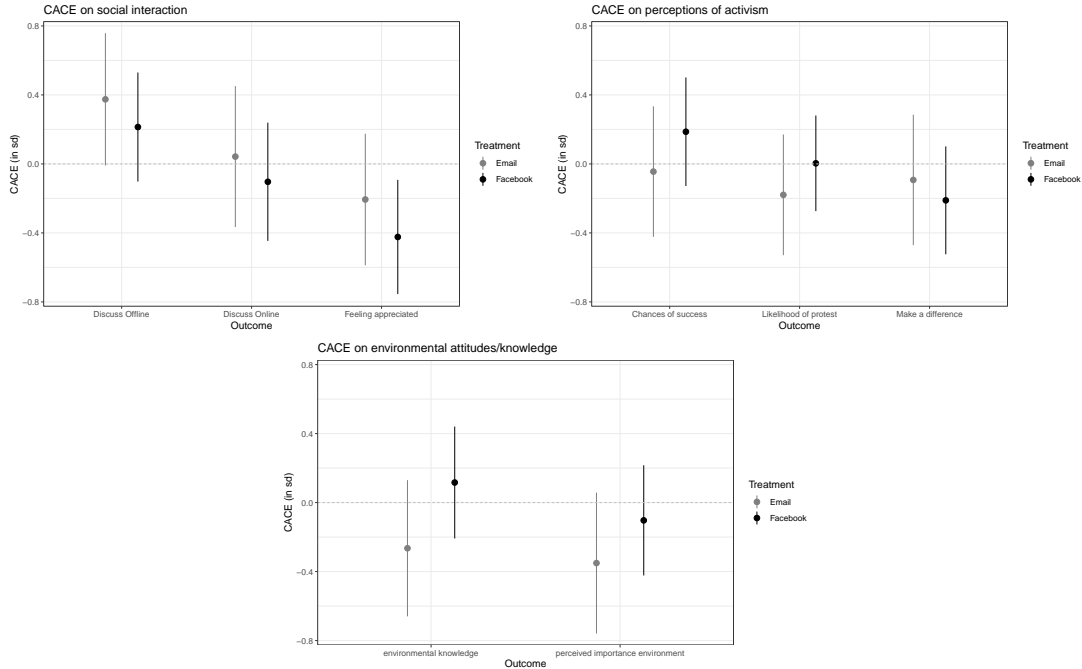 CACE on social interaction
0.8
0.4
0.0
−0.4
−0.8
CACE (in sd)
Discuss Offline
Discuss Online
Feeling appreciated
Outcome
Treatment
Email
Facebook
CACE on perceptions of activism
0.8
0.4
0.0
−0.4
−0.8
CACE (in sd)
Chances of success
Likelihood of protest
Make a difference
Outcome
Treatment
Email
Facebook
CACE on environmental attitudes/knowledge
0.8
0.4
0.0
−0.4
−0.8
CACE (in sd)
environmental knowledge
perceived importance environment
Outcome
Treatment
Email
Facebook